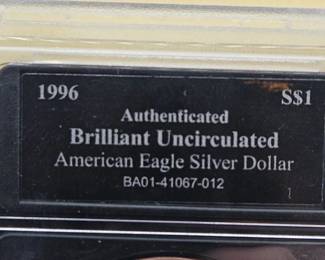 1996 S$1
Authenticated
Brilliant Uncirculated
American Eagle Silver Dollar
BA01-41067-012